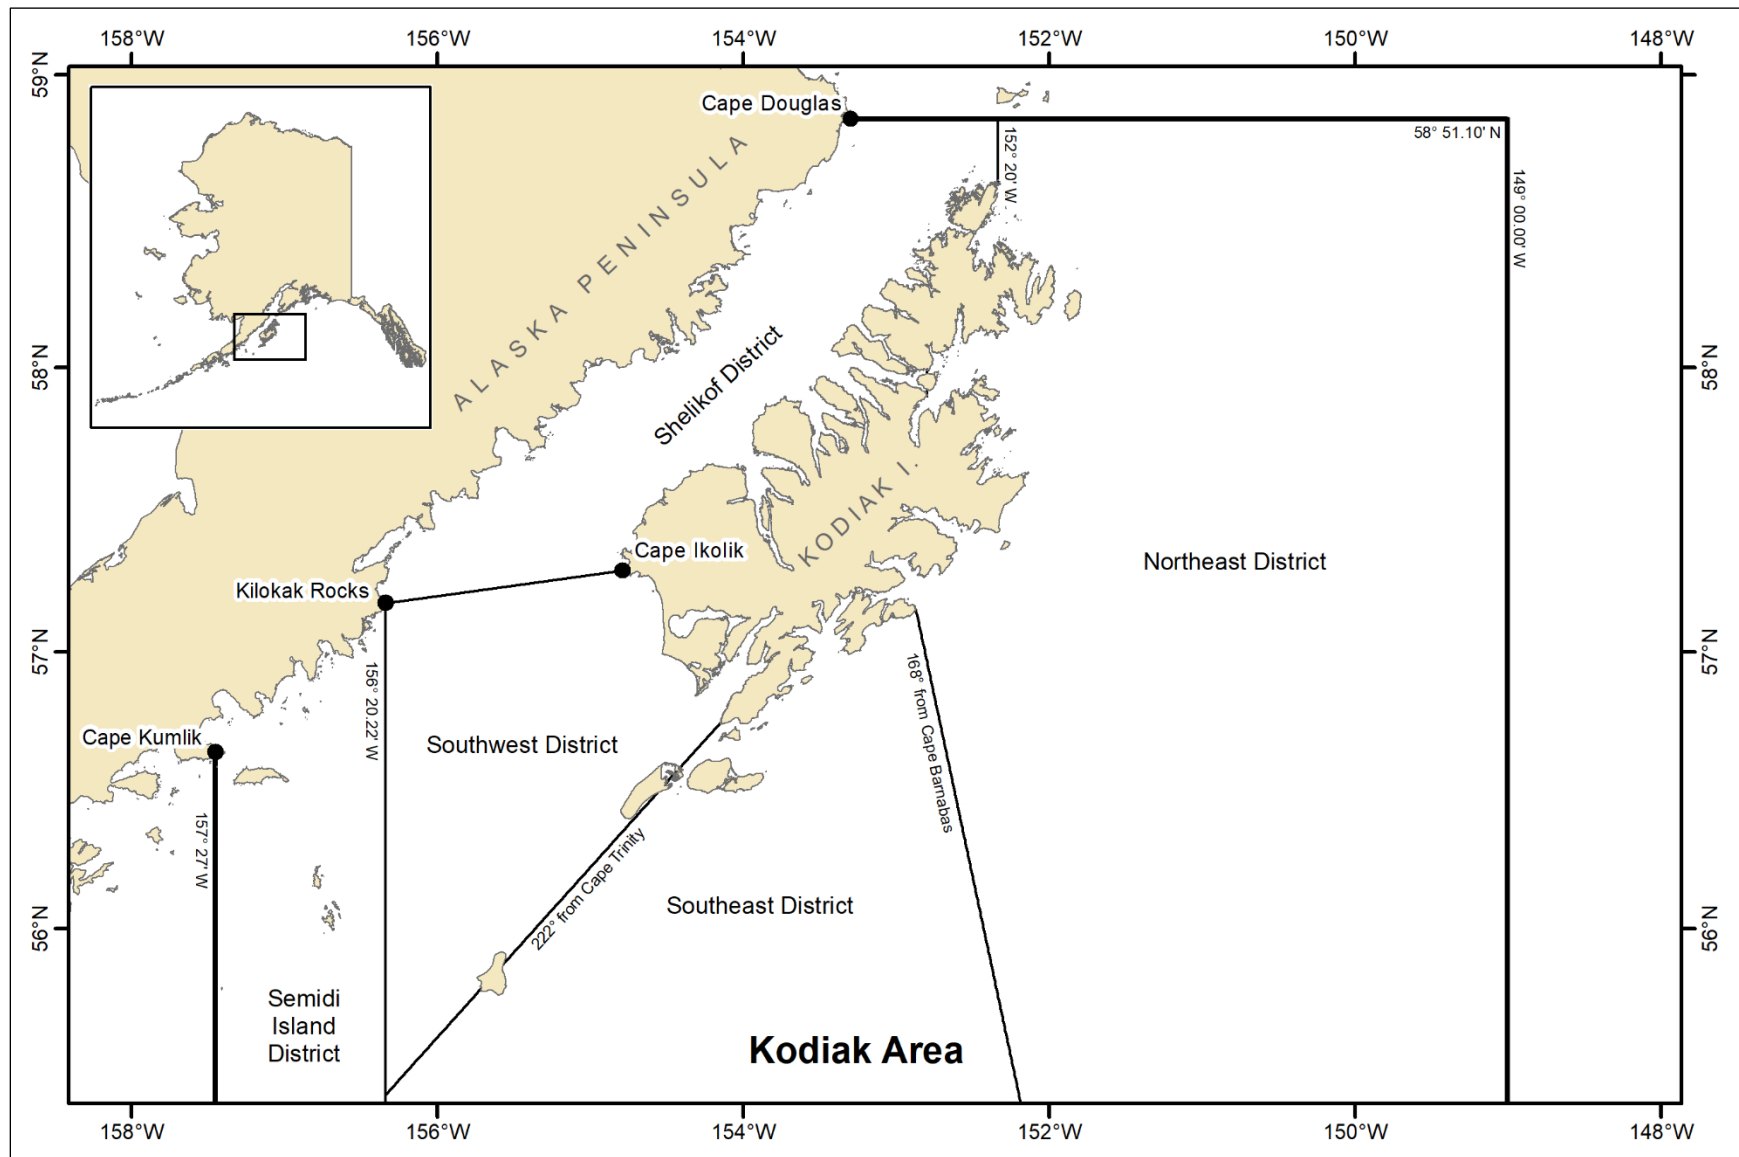 158°W 156°W 154°W 152°W 150°W 148°W
59°N
Cape Douglas
58° 51.10' N
152° 20' W
149° 00.00' W
ALASKA PENINSULA
58°N
58°N
Shelikof District
KODIAK I.
Cape Ikolik
Northeast District
Kilokak Rocks
57°N
57°N
156° 20.22' W
168° from Cape Barnabas
Cape Kumlik
Southwest District
157° 27' W
222° from Cape Trinity
Southeast District
56°N
56°N
Semidi
Island
District
Kodiak Area
158°W 156°W 154°W 152°W 150°W 148°W